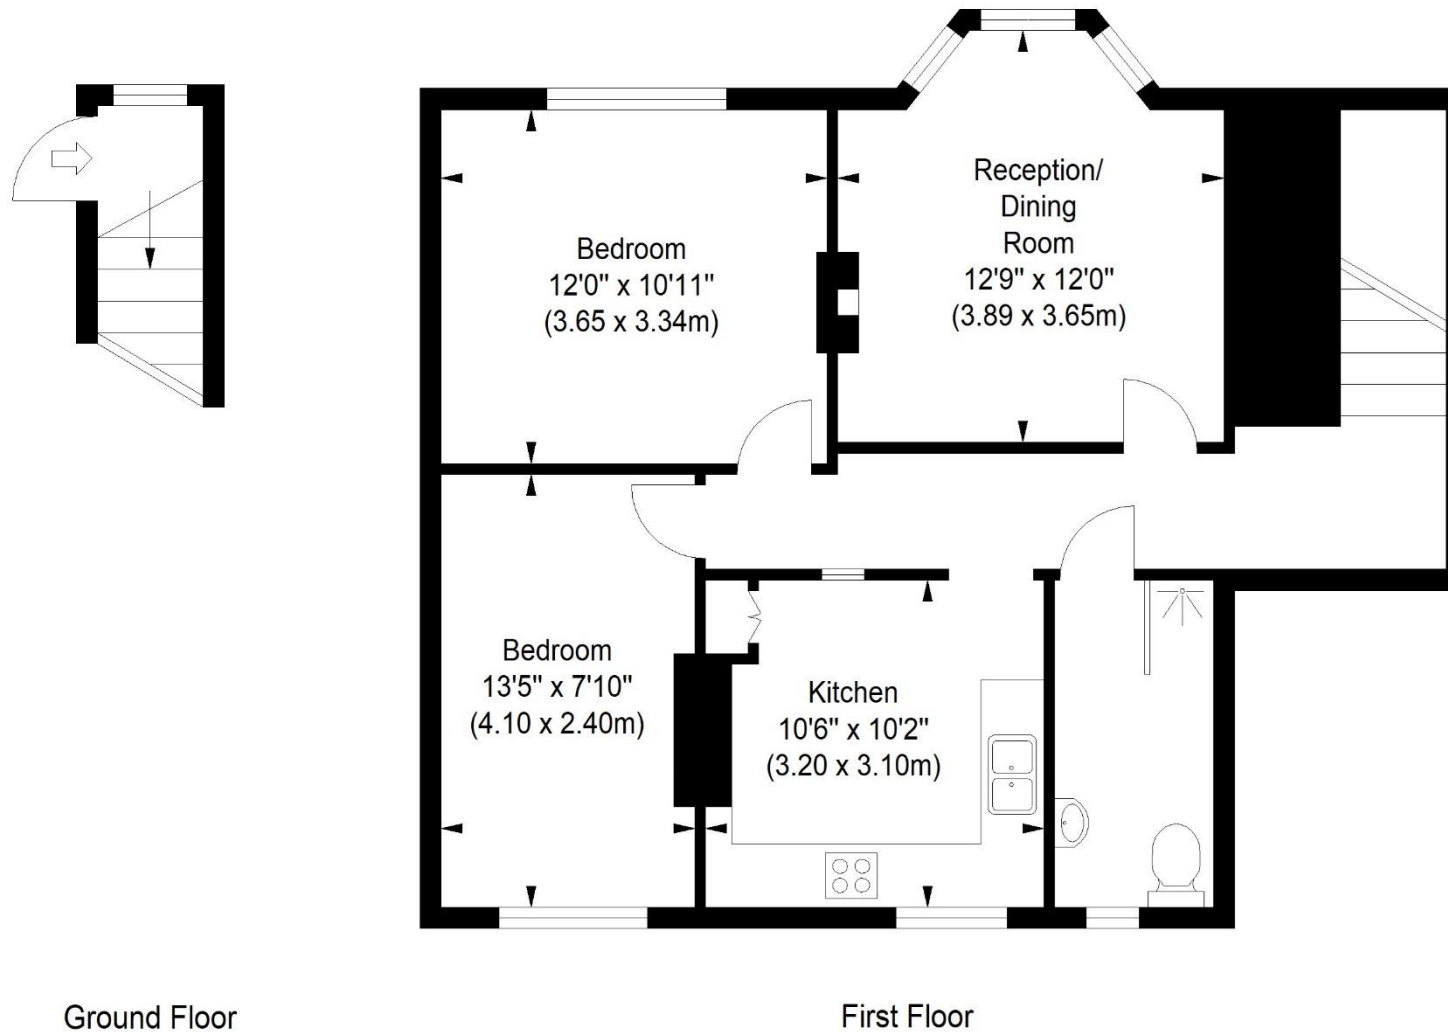 Reception/
Dining
Room
12'9" x 12'0"
(3.89 x 3.65m)
Bedroom
12'0" x 10'11"
(3.65 x 3.34m)
Bedroom
13'5" x 7'10"
(4.10 x 2.40m)
Kitchen
10'6" x 10'2"
(3.20 x 3.10m)
Ground Floor
First Floor